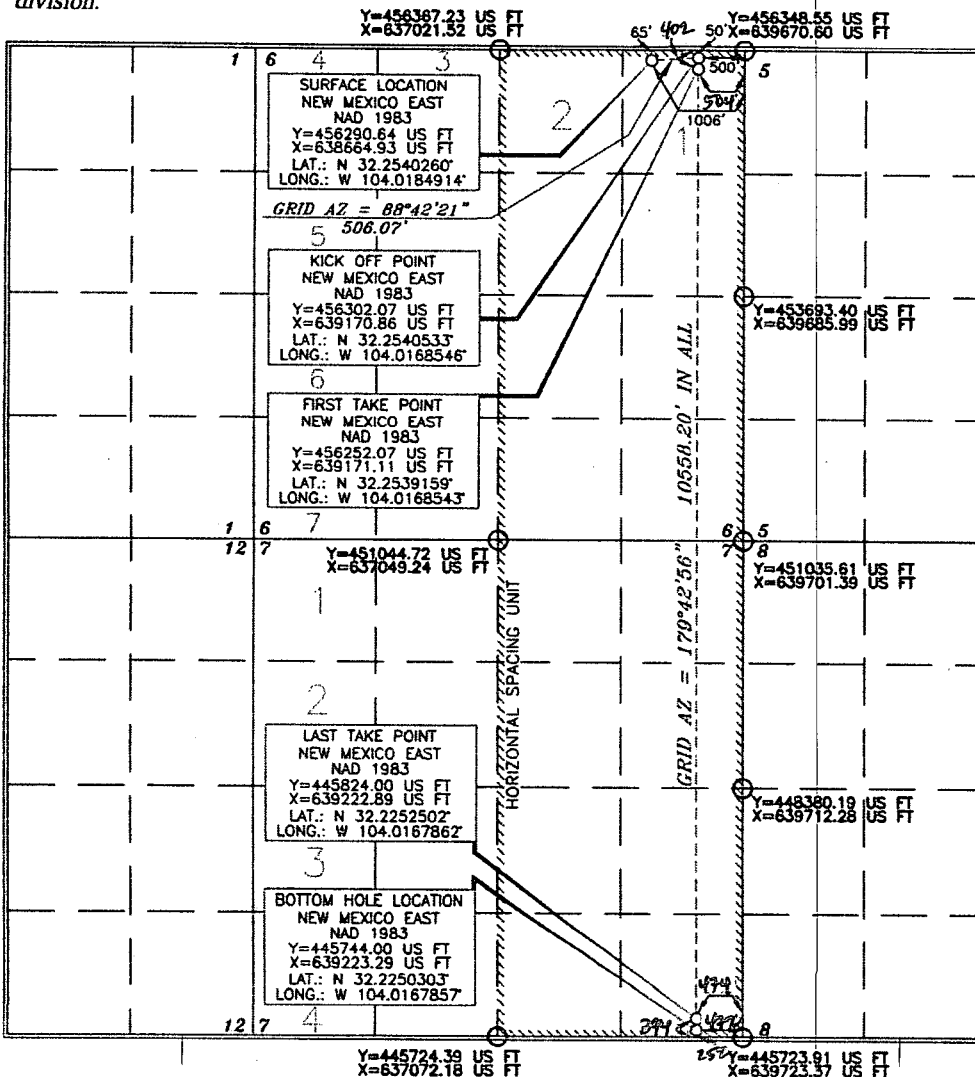 division.
Y=456367.23 US FT
X=637021.52 US FT
Y=456348.55 US FT
X=639670.60 US FT
65' 402 50'
1 6 4 3 500' 5
504'
1006'
2
1
SURFACE LOCATION
NEW MEXICO EAST
NAD 1983
Y=456290.64 US FT
X=638664.93 US FT
LAT.: N 32.2540260°
LONG.: W 104.0184914°
GRID AZ = 88°42'21"
506.07'
5
KICK OFF POINT
NEW MEXICO EAST
NAD 1983
Y=456302.07 US FT
X=639170.86 US FT
LAT.: N 32.2540533°
LONG.: W 104.0168546°
Y=453693.40 US FT
X=639685.99 US FT
6
FIRST TAKE POINT
NEW MEXICO EAST
NAD 1983
Y=456252.07 US FT
X=639171.11 US FT
LAT.: N 32.2539159°
LONG.: W 104.0168543°
GRID AZ = 179°42'56" 10558.20' IN ALL
1 6 7 6 5
12 7 7 8
Y=451044.72 US FT
X=637049.24 US FT
Y=451035.61 US FT
X=639701.39 US FT
1
HORIZONTAL SPACING UNIT
2
LAST TAKE POINT
NEW MEXICO EAST
NAD 1983
Y=445824.00 US FT
X=639222.89 US FT
LAT.: N 32.2252502°
LONG.: W 104.0167862°
Y=448380.19 US FT
X=639712.28 US FT
3
BOTTOM HOLE LOCATION
NEW MEXICO EAST
NAD 1983
Y=445744.00 US FT
X=639223.29 US FT
LAT.: N 32.2250303°
LONG.: W 104.0167857°
474
394
12 7 4 8
Y=445724.39 US FT
X=637072.18 US FT
Y=445723.91 US FT
X=639723.37 US FT